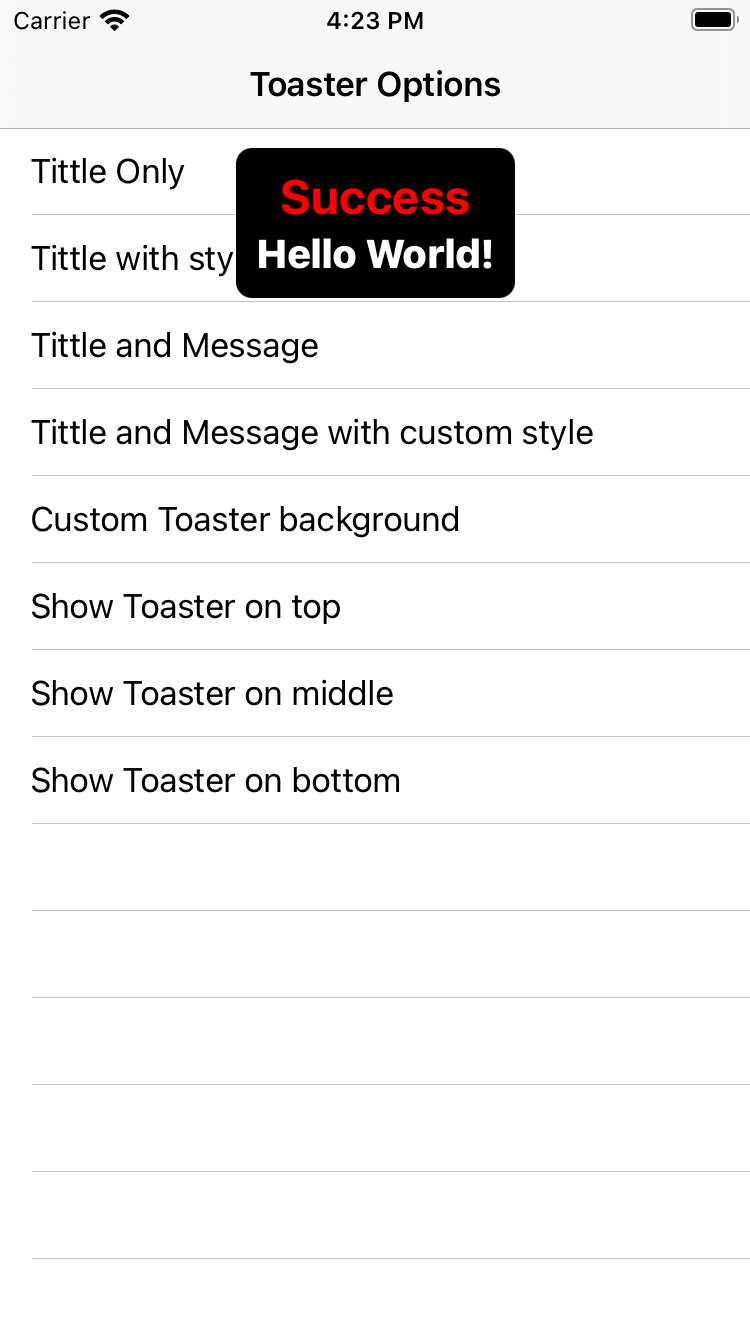 Carrier 4:23 PM
Toaster Options
Tittle Only
Success
Tittle with sty
Hello World!
Tittle and Message
Tittle and Message with custom style
Custom Toaster background
Show Toaster on top
Show Toaster on middle
Show Toaster on bottom